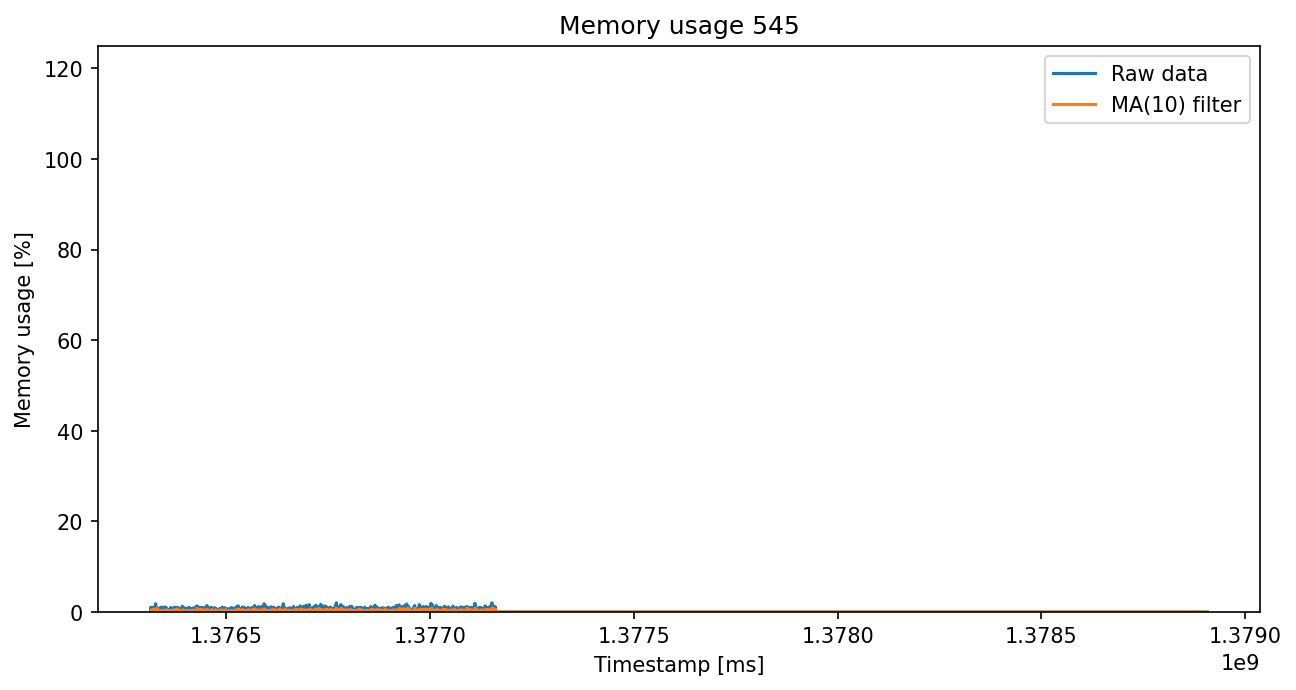 Memory usage 545
Raw data
MA(10) filter
Memory usage [%]
120
100
80
60
40
20
0
1.3765 1.3770 1.3775 1.3780 1.3785 1.3790
1e9
Timestamp [ms]